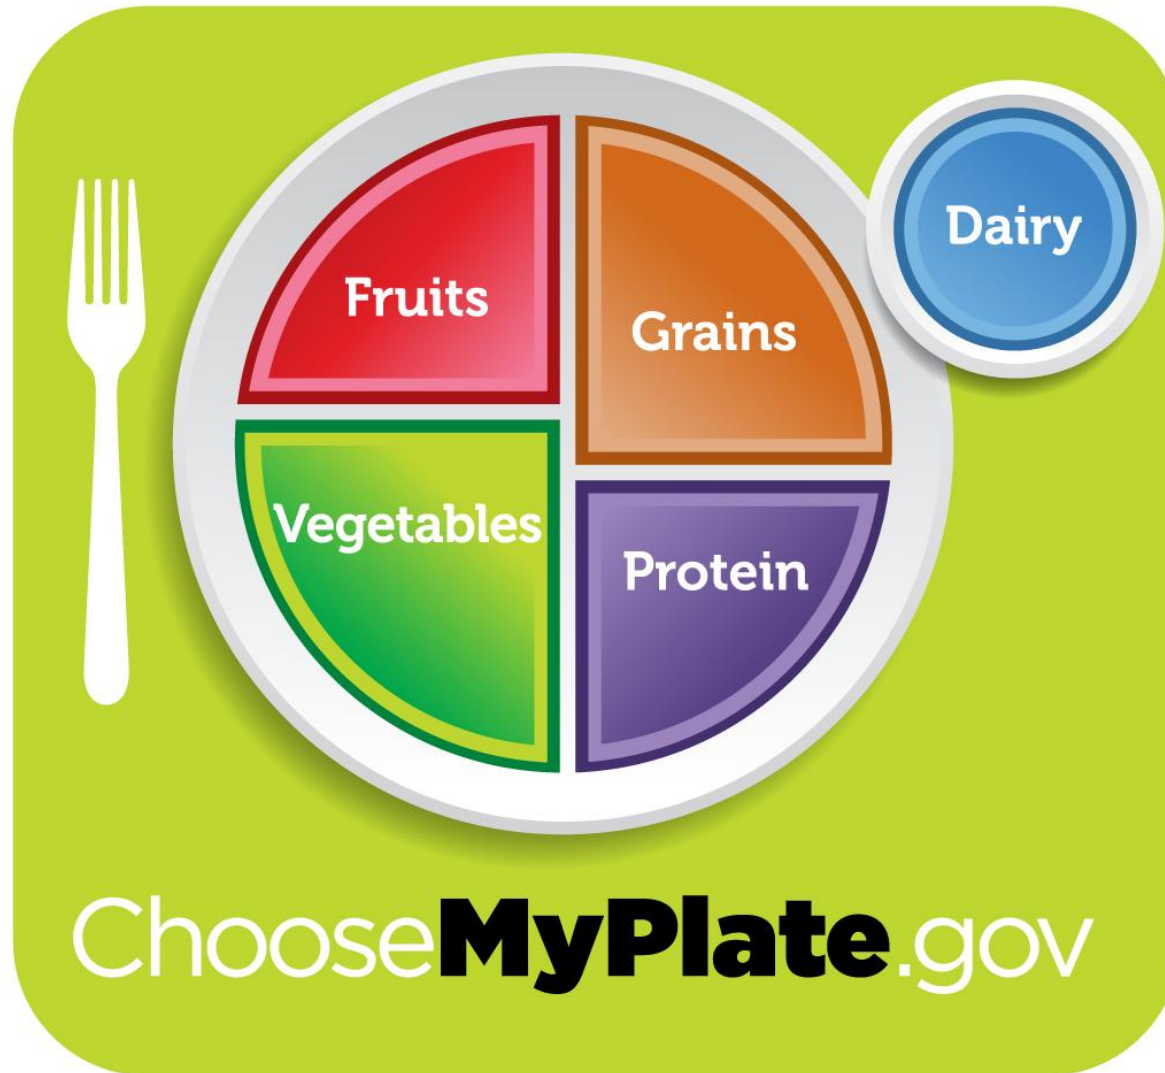 Fruits
Grains
Dairy
Vegetables
Protein
ChooseMyPlate.gov